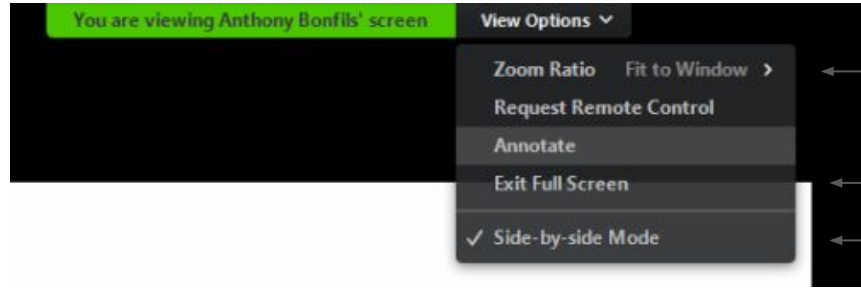 You are viewing Anthony Bonfils' screen View Options
Zoom Ratio Fit to Window
Request Remote Control
Annotate
Exit Full Screen
Side-by-side Mode